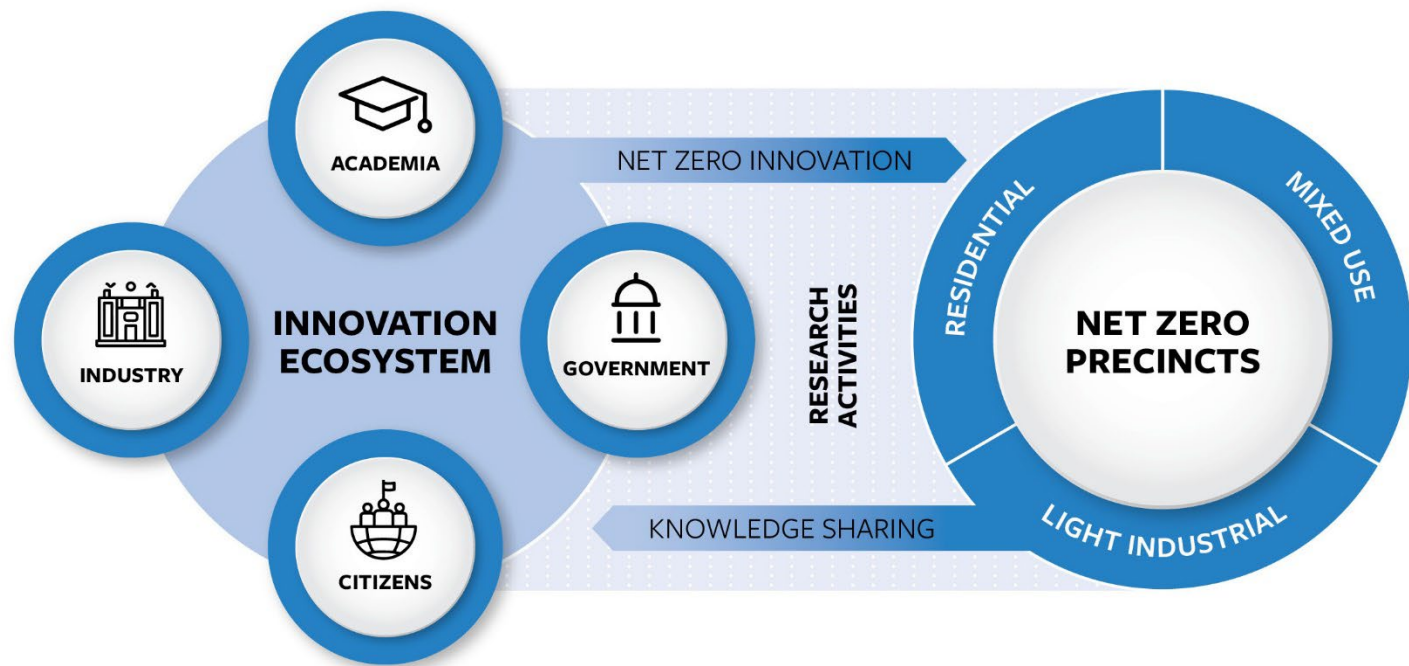 ACADEMIA
INDUSTRY
INNOVATION
ECOSYSTEM
GOVERNMENT
CITIZENS
NET ZERO INNOVATION
RESEARCH
ACTIVITIES
KNOWLEDGE SHARING
RESIDENTIAL
MIXED USE
NET ZERO
PRECINCTS
LIGHT INDUSTRIAL